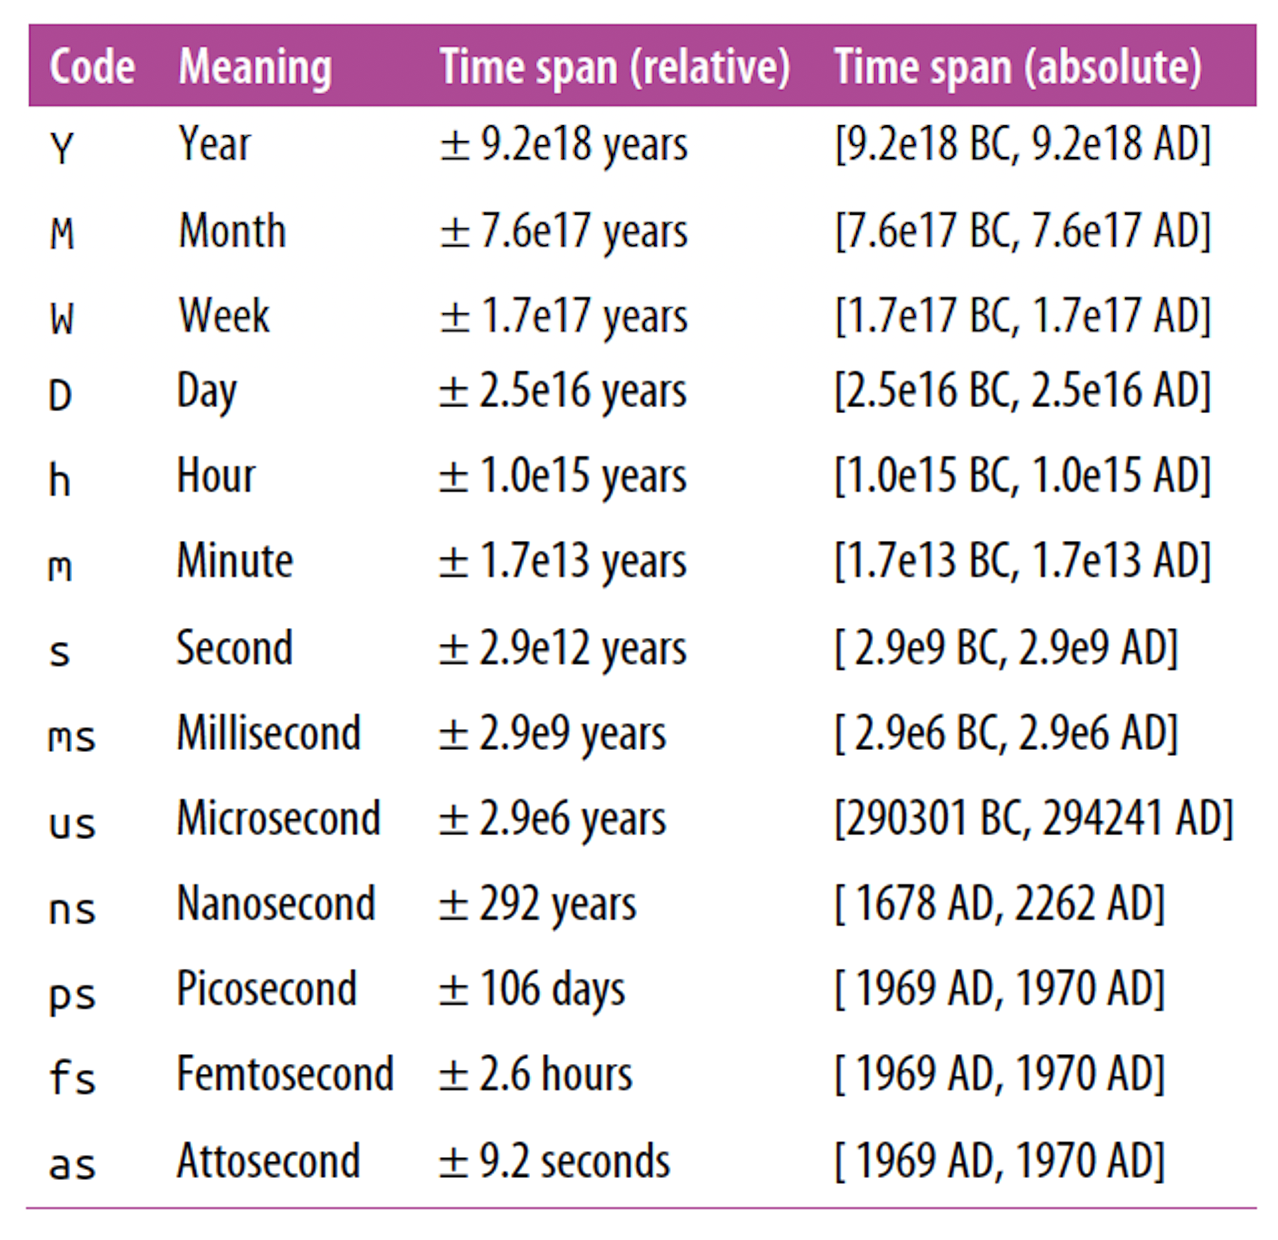 Code Meaning Time span (relative) Time span (absolute)
Y Year ± 9.2e18 years [9.2e18 BC, 9.2e18 AD]
M Month ± 7.6e17 years [7.6e17 BC, 7.6e17 AD]
W Week ± 1.7e17 years [1.7e17 BC, 1.7e17 AD]
D Day ± 2.5e16 years [2.5e16 BC, 2.5e16 AD]
h Hour ± 1.0e15 years [1.0e15 BC, 1.0e15 AD]
m Minute ± 1.7e13 years [1.7e13 BC, 1.7e13 AD]
s Second ± 2.9e12 years [ 2.9e9 BC, 2.9e9 AD]
ms Millisecond ± 2.9e9 years [ 2.9e6 BC, 2.9e6 AD]
us Microsecond ± 2.9e6 years [290301 BC, 294241 AD]
ns Nanosecond ± 292 years [ 1678 AD, 2262 AD]
ps Picosecond ± 106 days [ 1969 AD, 1970 AD]
fs Femtosecond ± 2.6 hours [ 1969 AD, 1970 AD]
as Attosecond ± 9.2 seconds [ 1969 AD, 1970 AD]